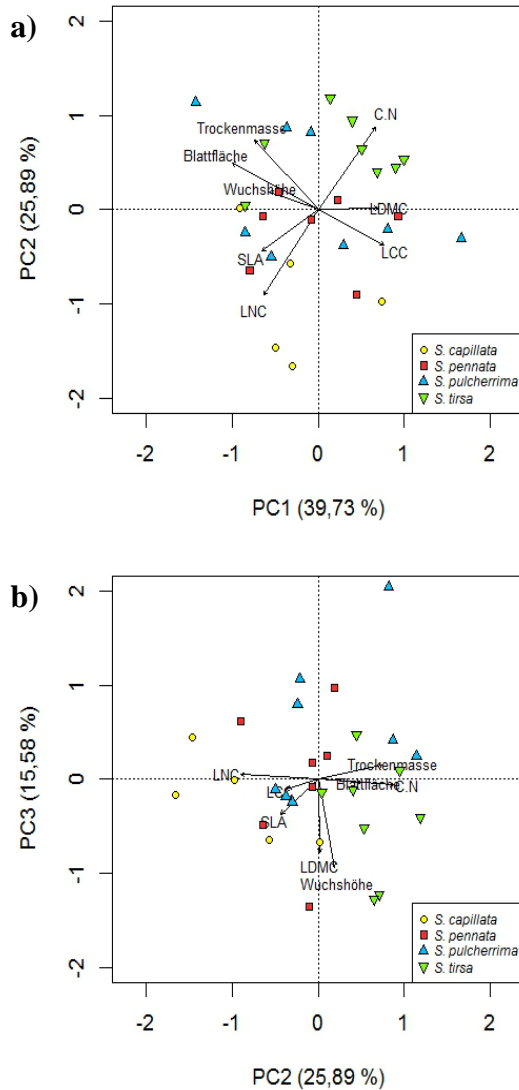 a)
2
1
0
-1
-2
PC2 (25,89 %)
C.N
Trockenmasse
Blattfläche
Wuchshöhe
LDMC
SLA
LCC
LNC
S. capillata
S. pennata
S. pulcherrima
S. tirsa
-2 -1 0 1 2
PC1 (39,73 %)
b)
2
1
0
-1
-2
PC3 (15,58 %)
LNC
Trockenmasse
Blattfläche
C.N
LCC
SLA
LDMC
Wuchshöhe
S. capillata
S. pennata
S. pulcherrima
S. tirsa
-2 -1 0 1 2
PC2 (25,89 %)